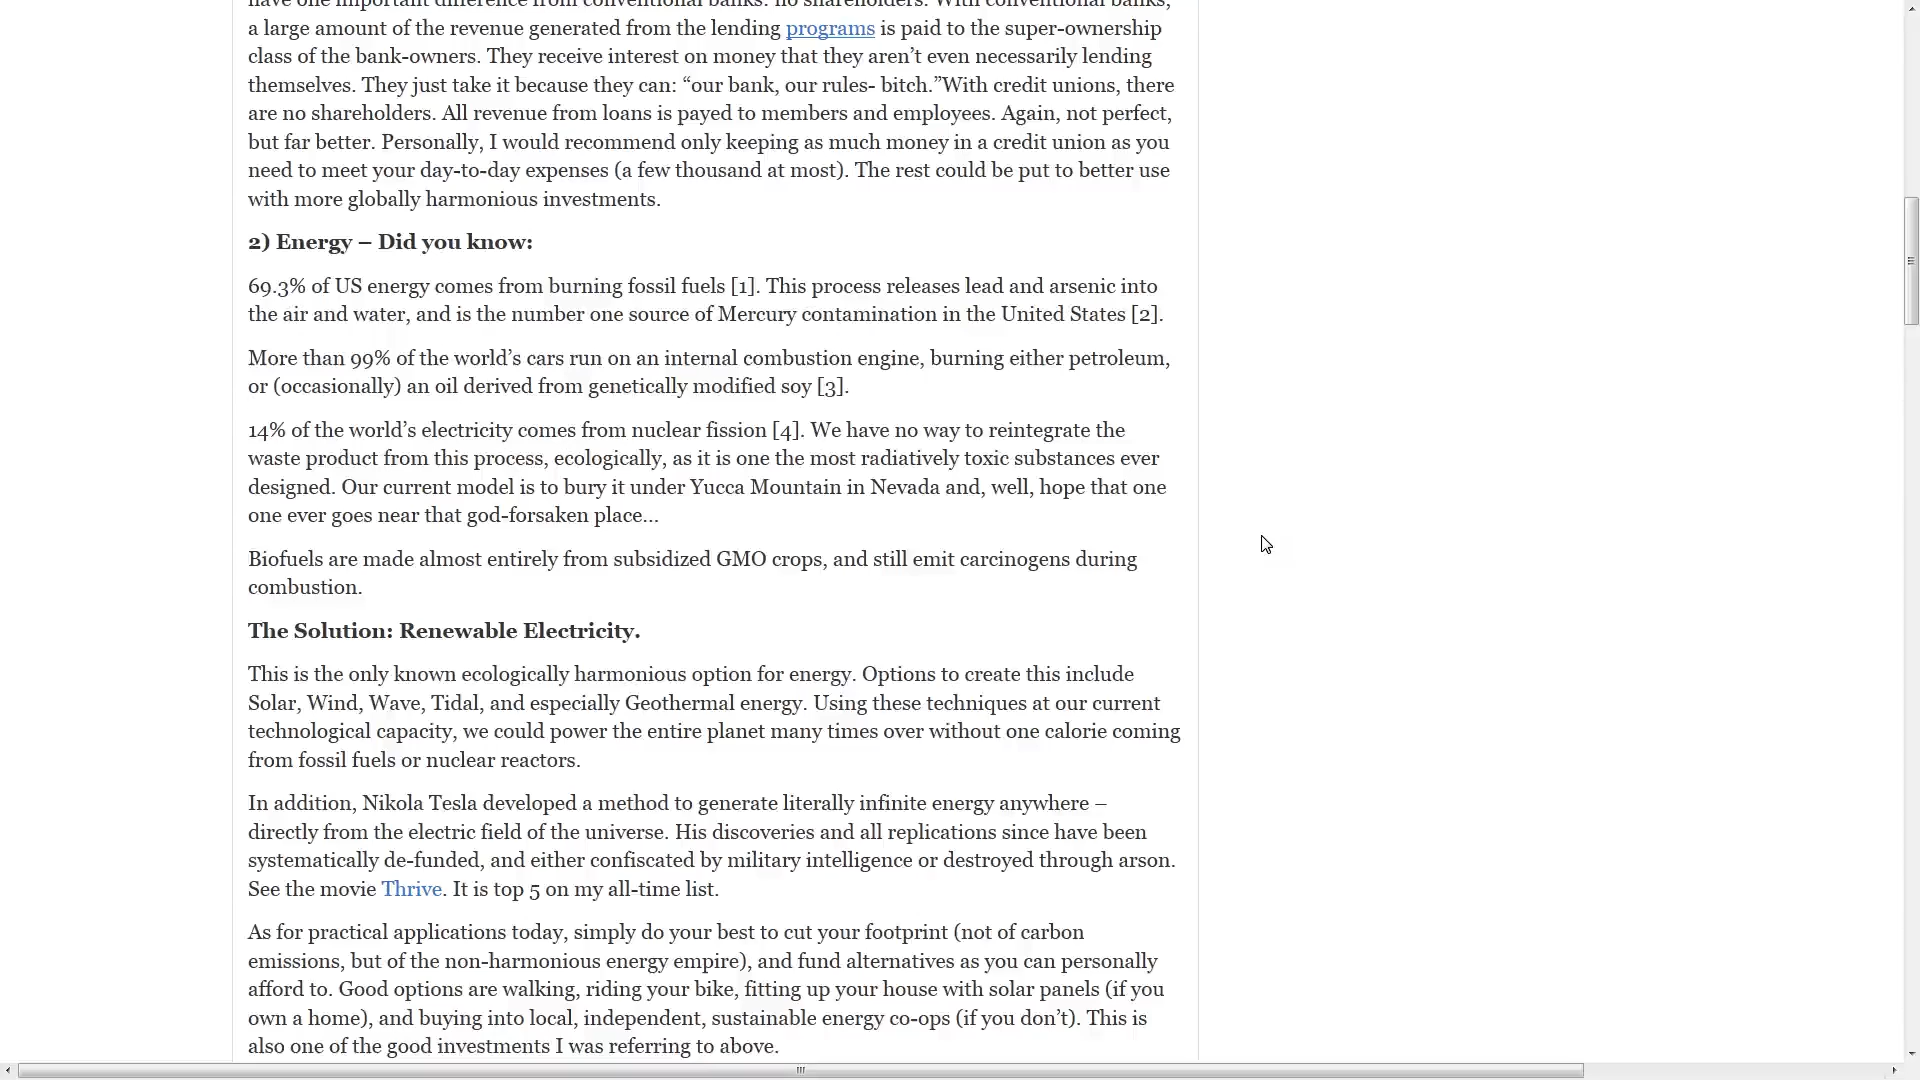 have one important difference from conventional banks: no shareholders. With conventional banks,
a large amount of the revenue generated from the lending programs is paid to the super-ownership
class of the bank-owners. They receive interest on money that they aren’t even necessarily lending
themselves. They just take it because they can: “our bank, our rules- bitch.”With credit unions, there
are no shareholders. All revenue from loans is payed to members and employees. Again, not perfect,
but far better. Personally, I would recommend only keeping as much money in a credit union as you
need to meet your day-to-day expenses (a few thousand at most). The rest could be put to better use
with more globally harmonious investments.
2) Energy – Did you know:
69.3% of US energy comes from burning fossil fuels [1]. This process releases lead and arsenic into
the air and water, and is the number one source of Mercury contamination in the United States [2].
More than 99% of the world’s cars run on an internal combustion engine, burning either petroleum,
or (occasionally) an oil derived from genetically modified soy [3].
14% of the world’s electricity comes from nuclear fission [4]. We have no way to reintegrate the
waste product from this process, ecologically, as it is one the most radiatively toxic substances ever
designed. Our current model is to bury it under Yucca Mountain in Nevada and, well, hope that one
one ever goes near that god-forsaken place…
Biofuels are made almost entirely from subsidized GMO crops, and still emit carcinogens during
combustion.
The Solution: Renewable Electricity.
This is the only known ecologically harmonious option for energy. Options to create this include
Solar, Wind, Wave, Tidal, and especially Geothermal energy. Using these techniques at our current
technological capacity, we could power the entire planet many times over without one calorie coming
from fossil fuels or nuclear reactors.
In addition, Nikola Tesla developed a method to generate literally infinite energy anywhere –
directly from the electric field of the universe. His discoveries and all replications since have been
systematically de-funded, and either confiscated by military intelligence or destroyed through arson.
See the movie Thrive. It is top 5 on my all-time list.
As for practical applications today, simply do your best to cut your footprint (not of carbon
emissions, but of the non-harmonious energy empire), and fund alternatives as you can personally
afford to. Good options are walking, riding your bike, fitting up your house with solar panels (if you
own a home), and buying into local, independent, sustainable energy co-ops (if you don’t). This is
also one of the good investments I was referring to above.